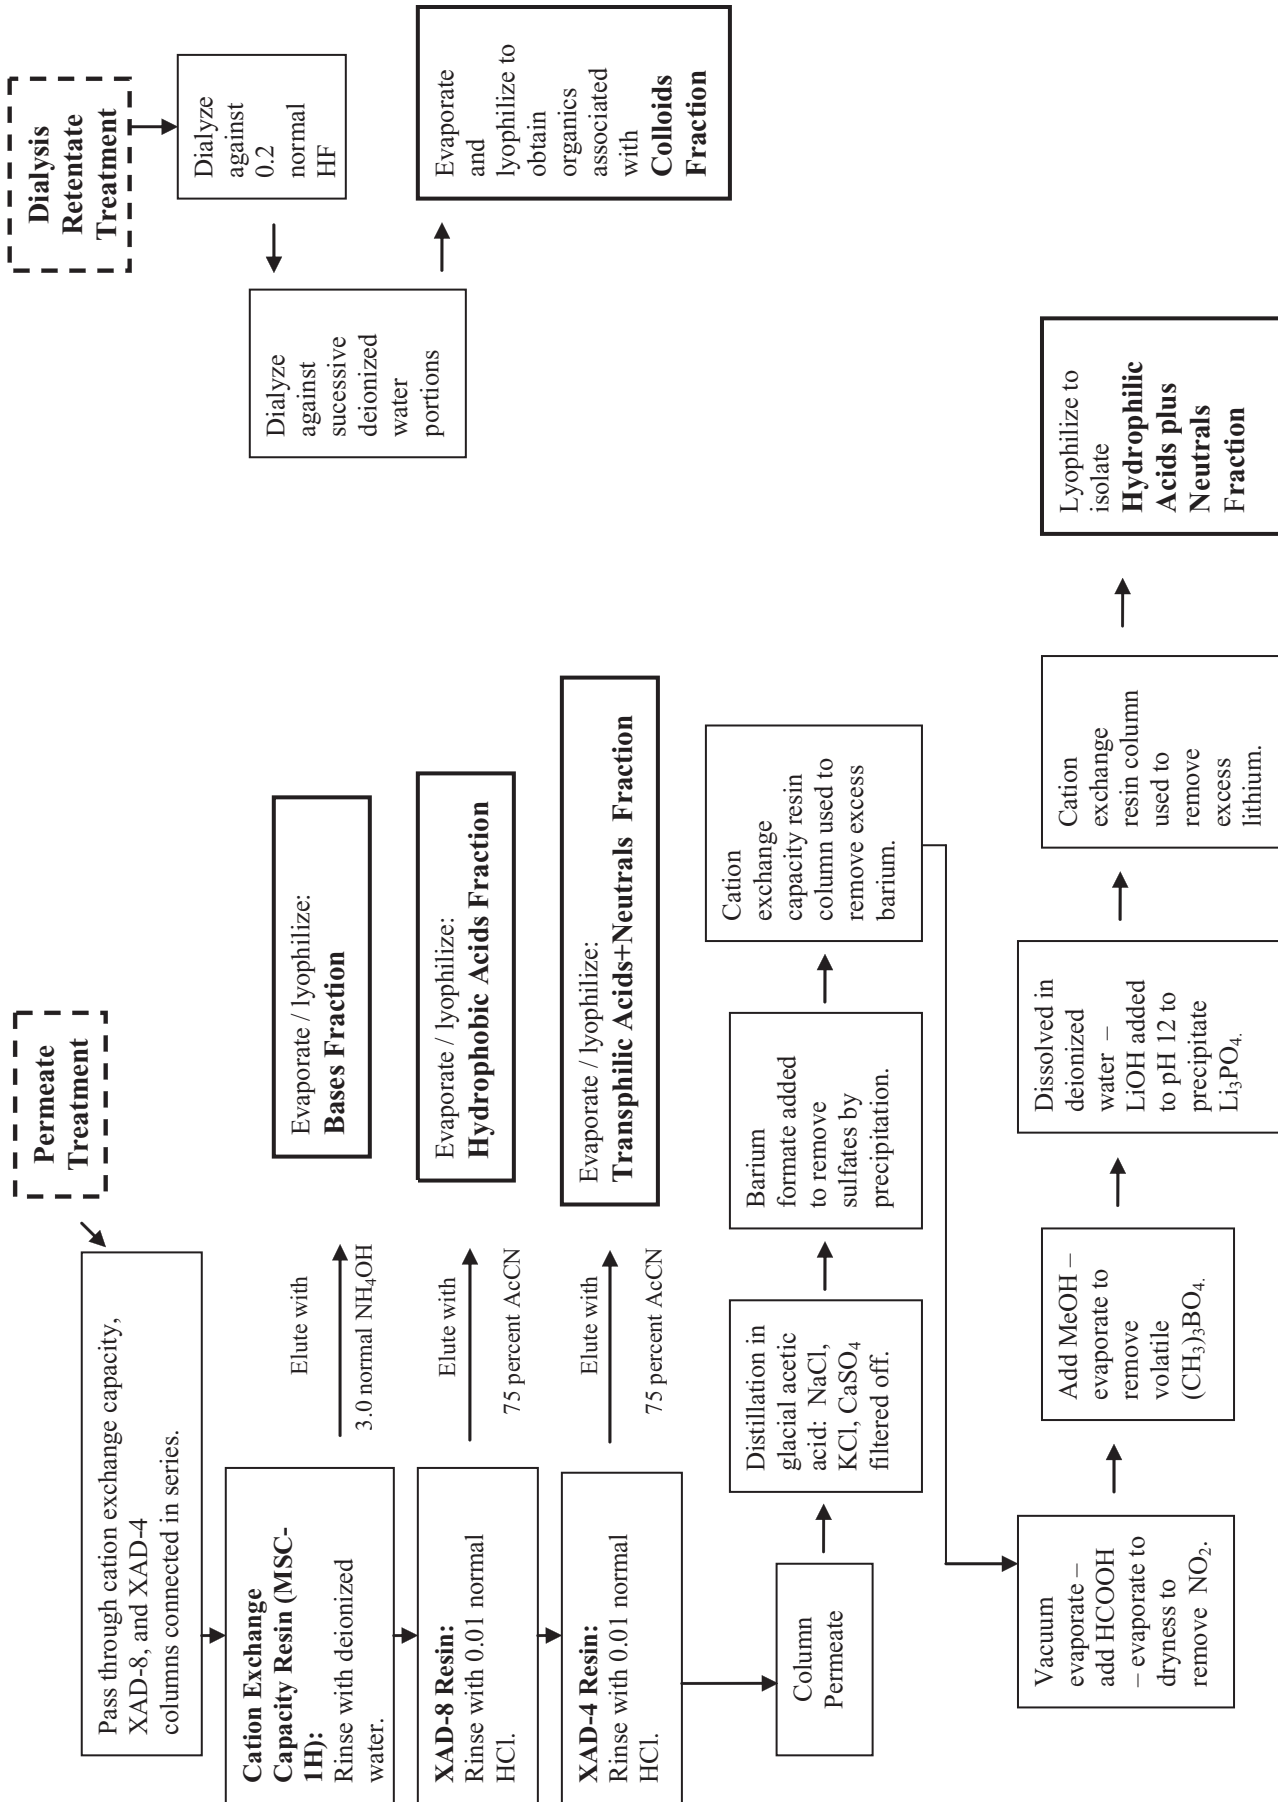 Permeate
Treatment
Pass through cation exchange capacity,
XAD-8, and XAD-4
columns connected in series.
Cation Exchange
Capacity Resin (MSC-
1H):
Rinse with deionized
water.
Elute with
3.0 normal NH₄OH
Evaporate / lyophilize:
Bases Fraction
XAD-8 Resin:
Rinse with 0.01 normal
HCl.
Elute with
75 percent AcCN
Evaporate / lyophilize:
Hydrophobic Acids Fraction
XAD-4 Resin:
Rinse with 0.01 normal
HCl.
Elute with
75 percent AcCN
Evaporate / lyophilize:
Transphilic Acids+Neutrals Fraction
Column
Permeate
Distillation in
glacial acetic
acid: NaCl,
KCl, CaSO₄
filtered off.
Barium
formate added
to remove
sulfates by
precipitation.
Cation
exchange
capacity resin
column used to
remove excess
barium.
Vacuum
evaporate –
add HCOOH
– evaporate to
dryness to
remove NO₂.
Add MeOH –
evaporate to
remove
volatile
(CH₃)₃BO₄.
Dissolved in
deionized
water –
LiOH added
to pH 12 to
precipitate
Li₃PO₄.
Cation
exchange
resin column
used to
remove
excess
lithium.
Lyophilize to
isolate
Hydrophilic
Acids plus
Neutrals
Fraction
Dialysis
Retentate
Treatment
Dialyze
against
0.2
normal
HF
Dialyze
against
sucessive
deionized
water
portions
Evaporate
and
lyophilize to
obtain
organics
associated
with
Colloids
Fraction